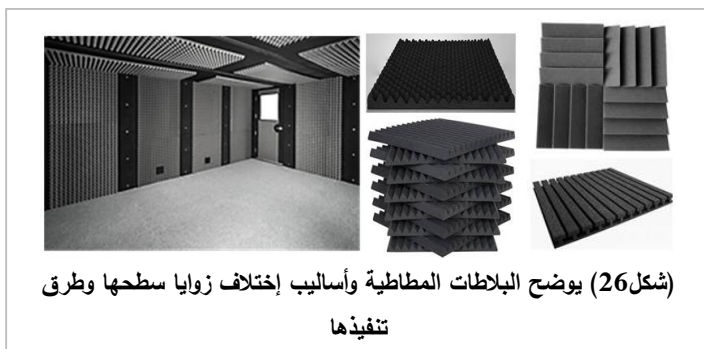 (شكل26) يوضح البلاطات المطاطية وأساليب إختلاف زوايا سطحها وطرق
تنفيذها